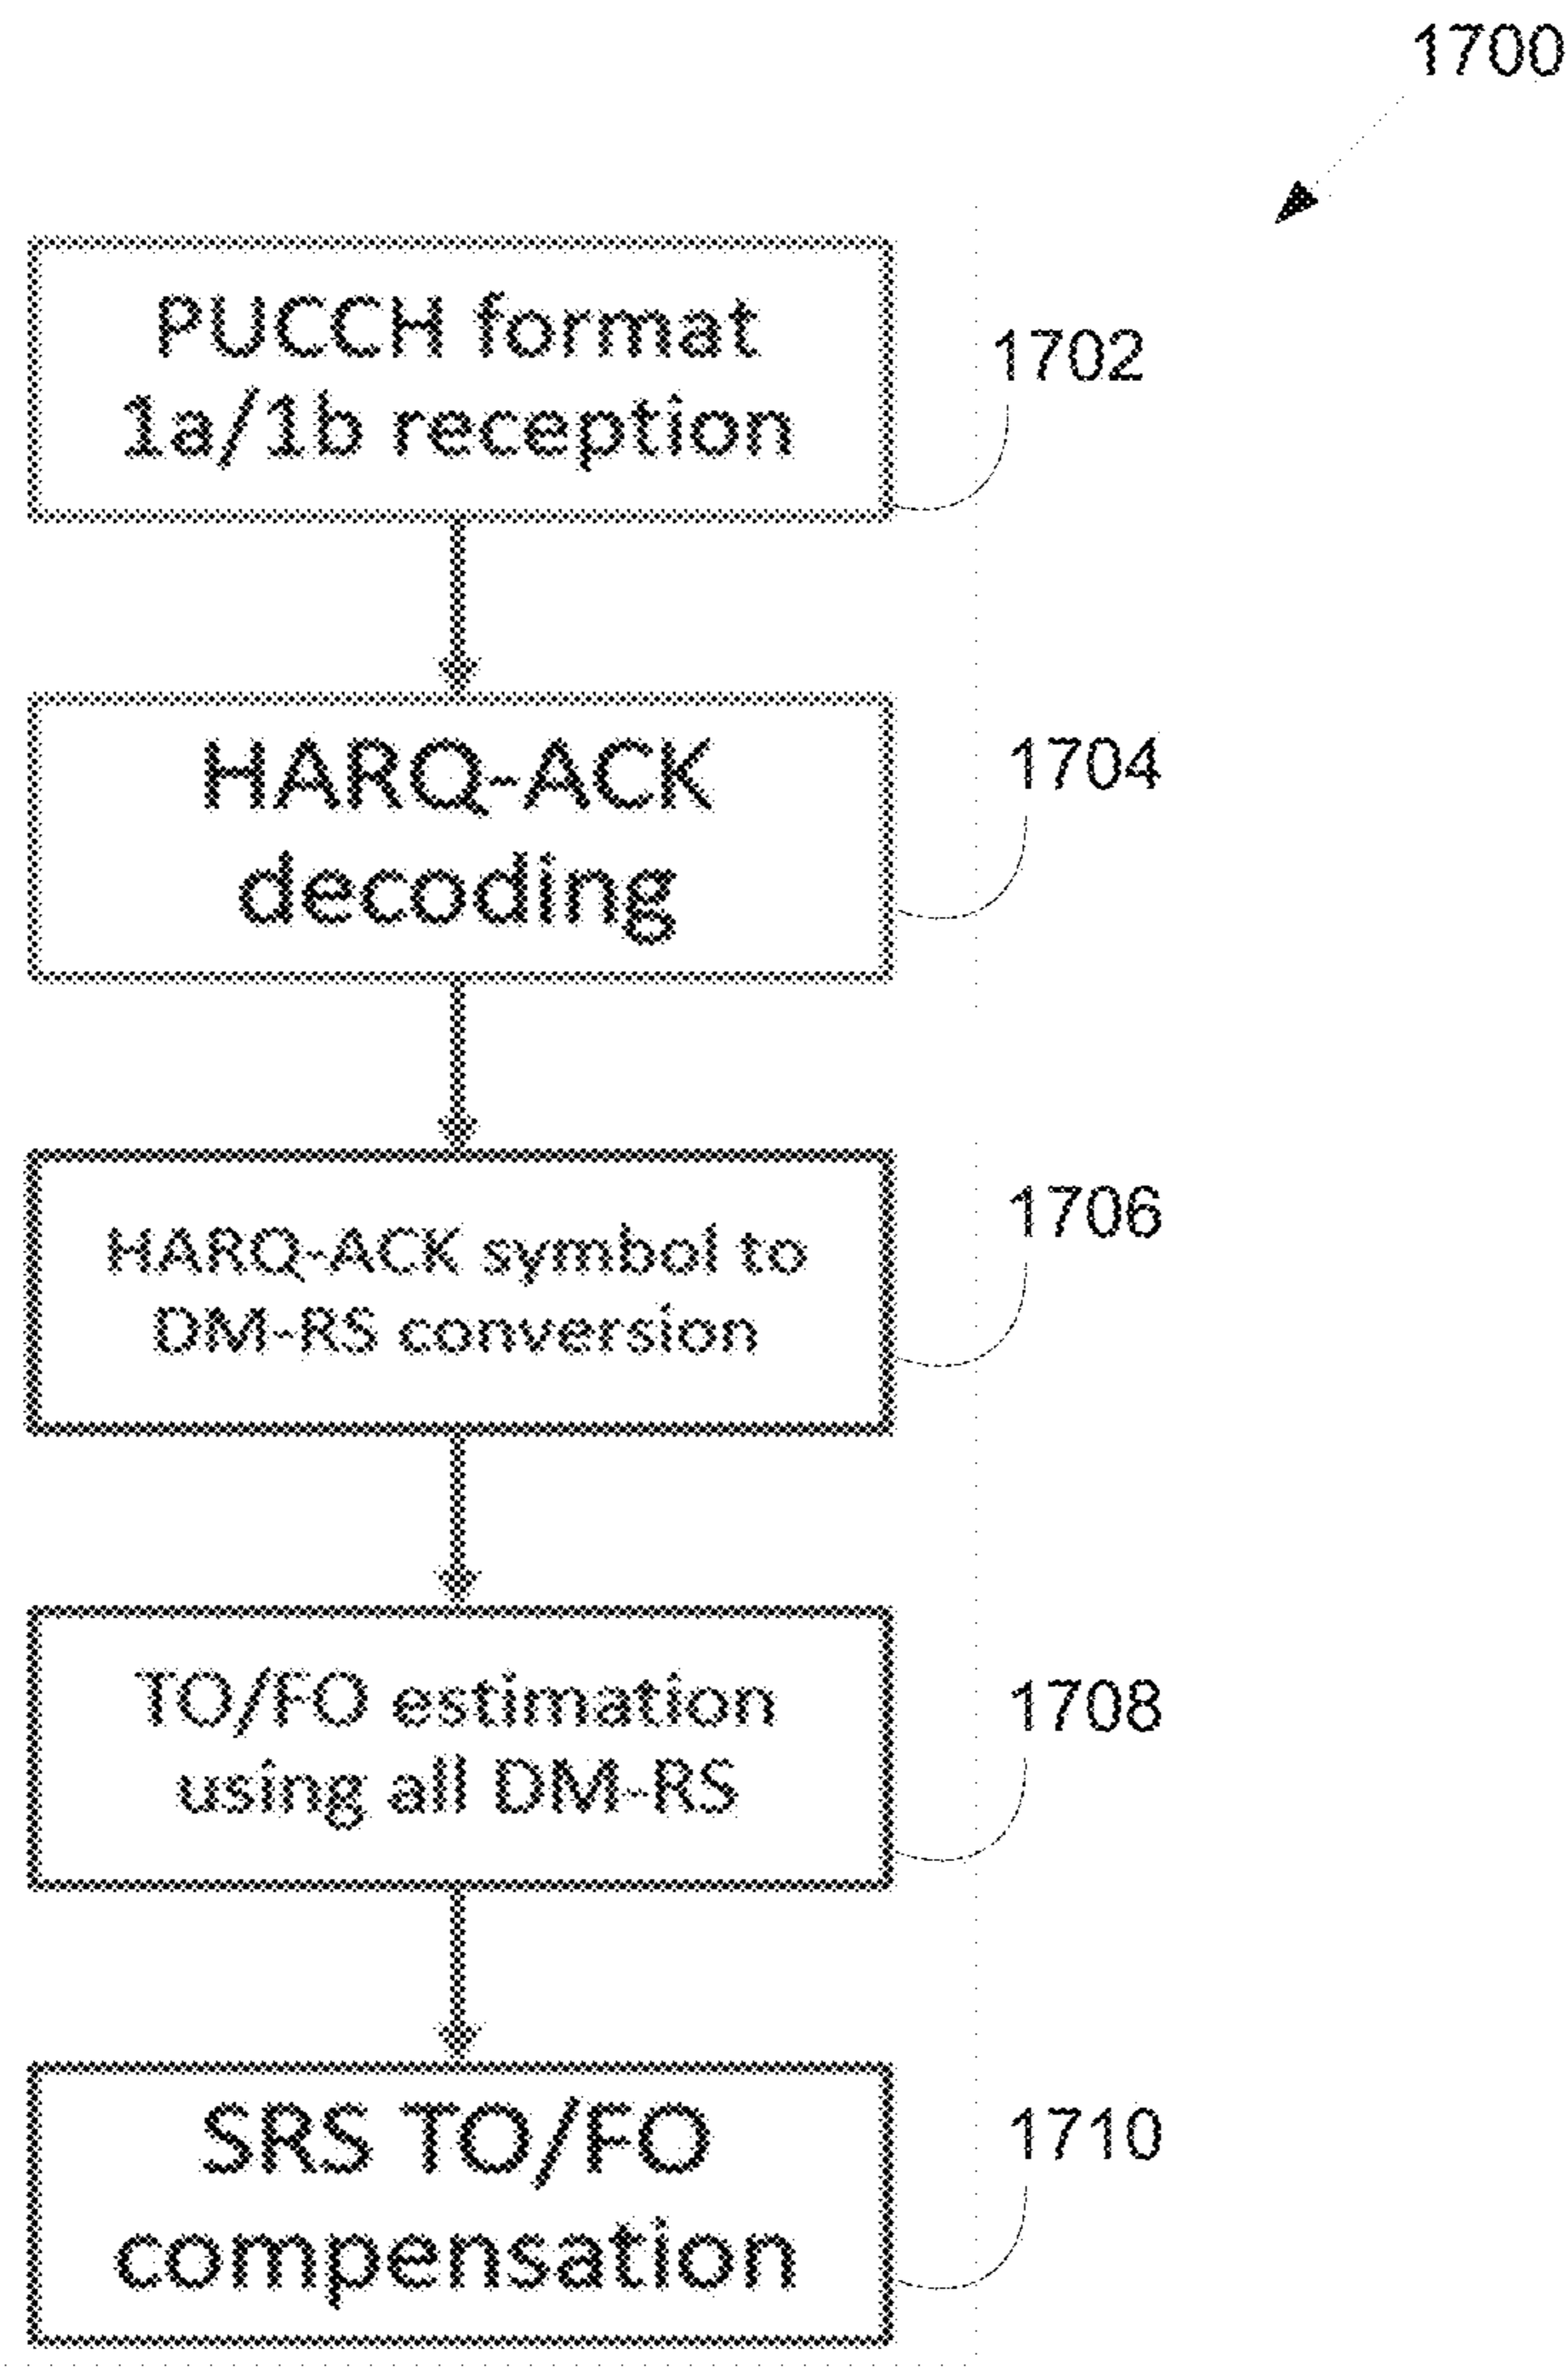 1700
PUCCH format
1a/1b reception
1702
HARQ-ACK
decoding
1704
HARQ-ACK symbol to
DM-RS conversion
1706
TO/FO estimation
using all DM-RS
1708
SRS TO/FO
compensation
1710